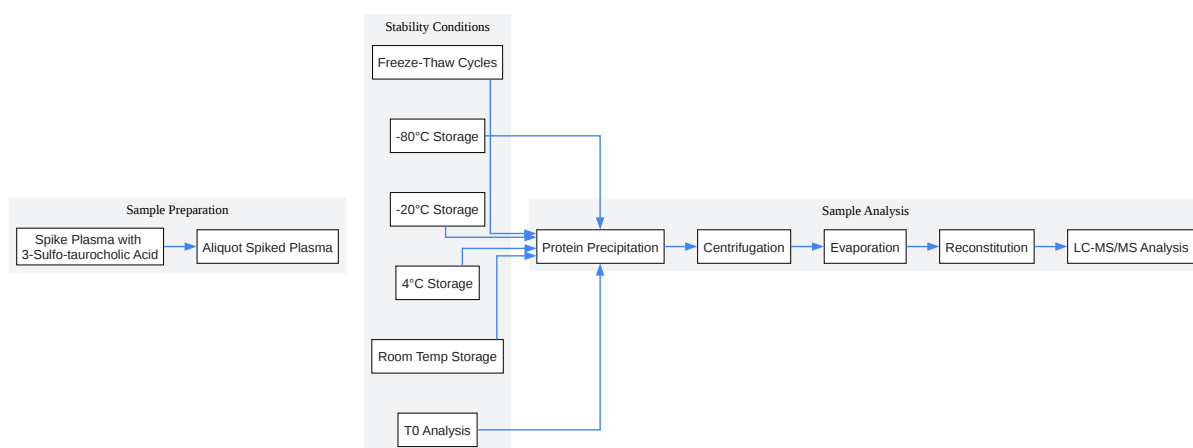 Sample Preparation
Spike Plasma with
3-Sulfo-taurocholic Acid
Aliquot Spiked Plasma
Stability Conditions
Freeze-Thaw Cycles
-80°C Storage
-20°C Storage
4°C Storage
Room Temp Storage
T0 Analysis
Sample Analysis
Protein Precipitation
Centrifugation
Evaporation
Reconstitution
LC-MS/MS Analysis